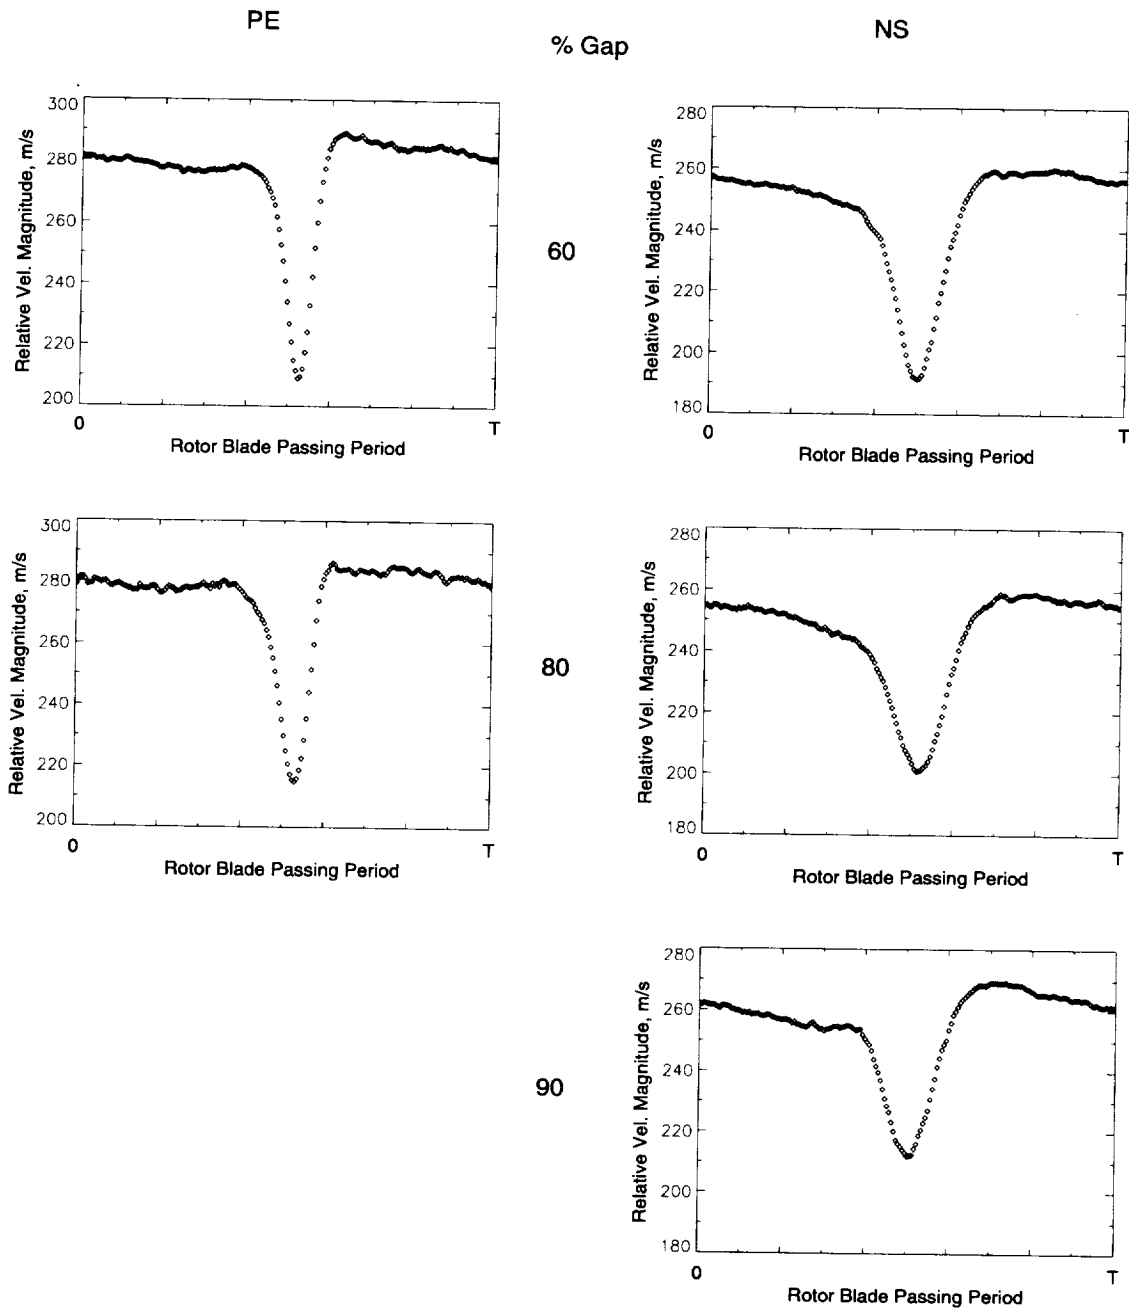 PE
% Gap
NS
300
280
260
240
220
200
Relative Vel. Magnitude, m/s
0
T
Rotor Blade Passing Period
60
280
260
240
220
200
180
Relative Vel. Magnitude, m/s
0
T
Rotor Blade Passing Period
300
280
260
240
220
200
Relative Vel. Magnitude, m/s
0
T
Rotor Blade Passing Period
80
280
260
240
220
200
180
Relative Vel. Magnitude, m/s
0
T
Rotor Blade Passing Period
90
280
260
240
220
200
180
Relative Vel. Magnitude, m/s
0
T
Rotor Blade Passing Period